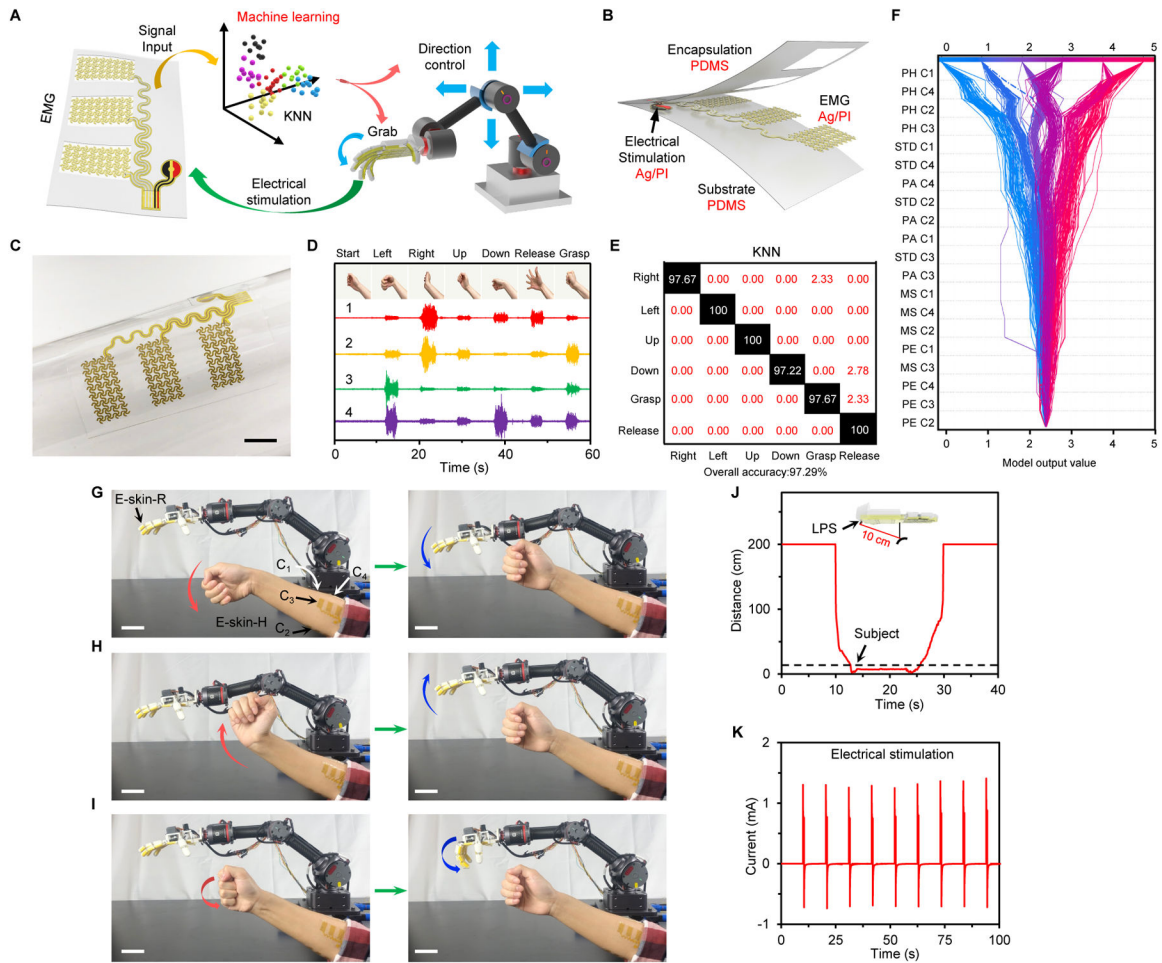 A
Signal
Input
Machine learning
KNN
EMG
Direction
control
Grab
Electrical
stimulation
B
Encapsulation
PDMS
EMG
Ag/PI
Electrical
Stimulation
Ag/PI
Substrate
PDMS
C
D
Start Left Right Up Down Release Grasp
1
2
3
4
0 20 40 60
Time (s)
E
KNN
Right 97.67 0.00 0.00 0.00 2.33 0.00
Left 0.00 100 0.00 0.00 0.00 0.00
Up 0.00 0.00 100 0.00 0.00 0.00
Down 0.00 0.00 0.00 97.22 0.00 2.78
Grasp 0.00 0.00 0.00 0.00 97.67 2.33
Release 0.00 0.00 0.00 0.00 0.00 100
Right Left Up Down Grasp Release
Overall accuracy:97.29%
F
0 1 2 3 4 5
PH C1
PH C4
PH C2
PH C3
STD C1
STD C4
PA C4
STD C2
PA C2
PA C1
STD C3
PA C3
MS C1
MS C4
MS C2
PE C1
MS C3
PE C4
PE C3
PE C2
0 1 2 3 4 5
Model output value
G
E-skin-R
C1
C4
C3
E-skin-H
C2
H
I
J
LPS
10 cm
200
100
0
Distance (cm)
Subject
0 10 20 30 40
Time (s)
K
Electrical stimulation
2
1
0
-1
Current (mA)
0 25 50 75 100
Time (s)